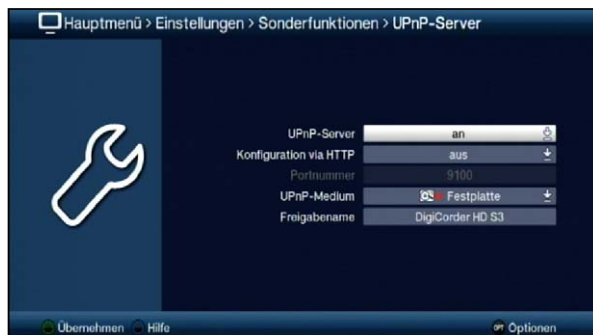 Hauptmenü > Einstellungen > Sonderfunktionen > UPnP-Server
UPnP-Server an
Konfiguration via HTTP aus
Portnummer 9100
UPnP-Medium Festplatte
Freigabename DigiCorder HD S3
Übernehmen Hilfe OPT Optionen